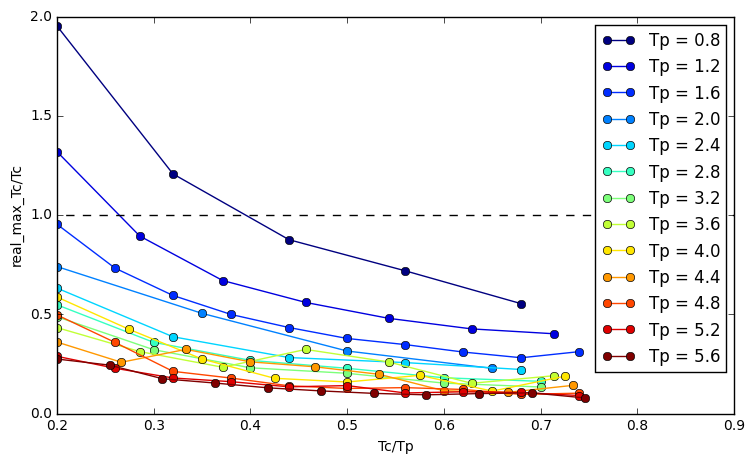 2.0
1.5
1.0
0.5
0.0
real_max_Tc/Tc
0.2 0.3 0.4 0.5 0.6 0.7 0.8 0.9
Tc/Tp
Tp = 0.8
Tp = 1.2
Tp = 1.6
Tp = 2.0
Tp = 2.4
Tp = 2.8
Tp = 3.2
Tp = 3.6
Tp = 4.0
Tp = 4.4
Tp = 4.8
Tp = 5.2
Tp = 5.6